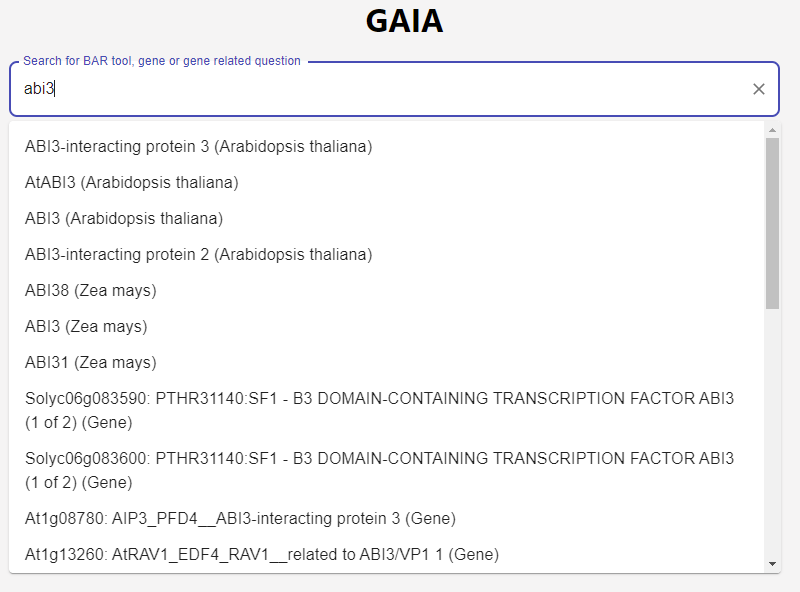 GAIA
Search for BAR tool, gene or gene related question
abi3
ABI3-interacting protein 3 (Arabidopsis thaliana)
AtABI3 (Arabidopsis thaliana)
ABI3 (Arabidopsis thaliana)
ABI3-interacting protein 2 (Arabidopsis thaliana)
ABI38 (Zea mays)
ABI3 (Zea mays)
ABI31 (Zea mays)
Solyc06g083590: PTHR31140:SF1 - B3 DOMAIN-CONTAINING TRANSCRIPTION FACTOR ABI3
(1 of 2) (Gene)
Solyc06g083600: PTHR31140:SF1 - B3 DOMAIN-CONTAINING TRANSCRIPTION FACTOR ABI3
(1 of 2) (Gene)
At1g08780: AIP3_PFD4__ABI3-interacting protein 3 (Gene)
At1g13260: AtRAV1_EDF4_RAV1__related to ABI3/VP1 1 (Gene)